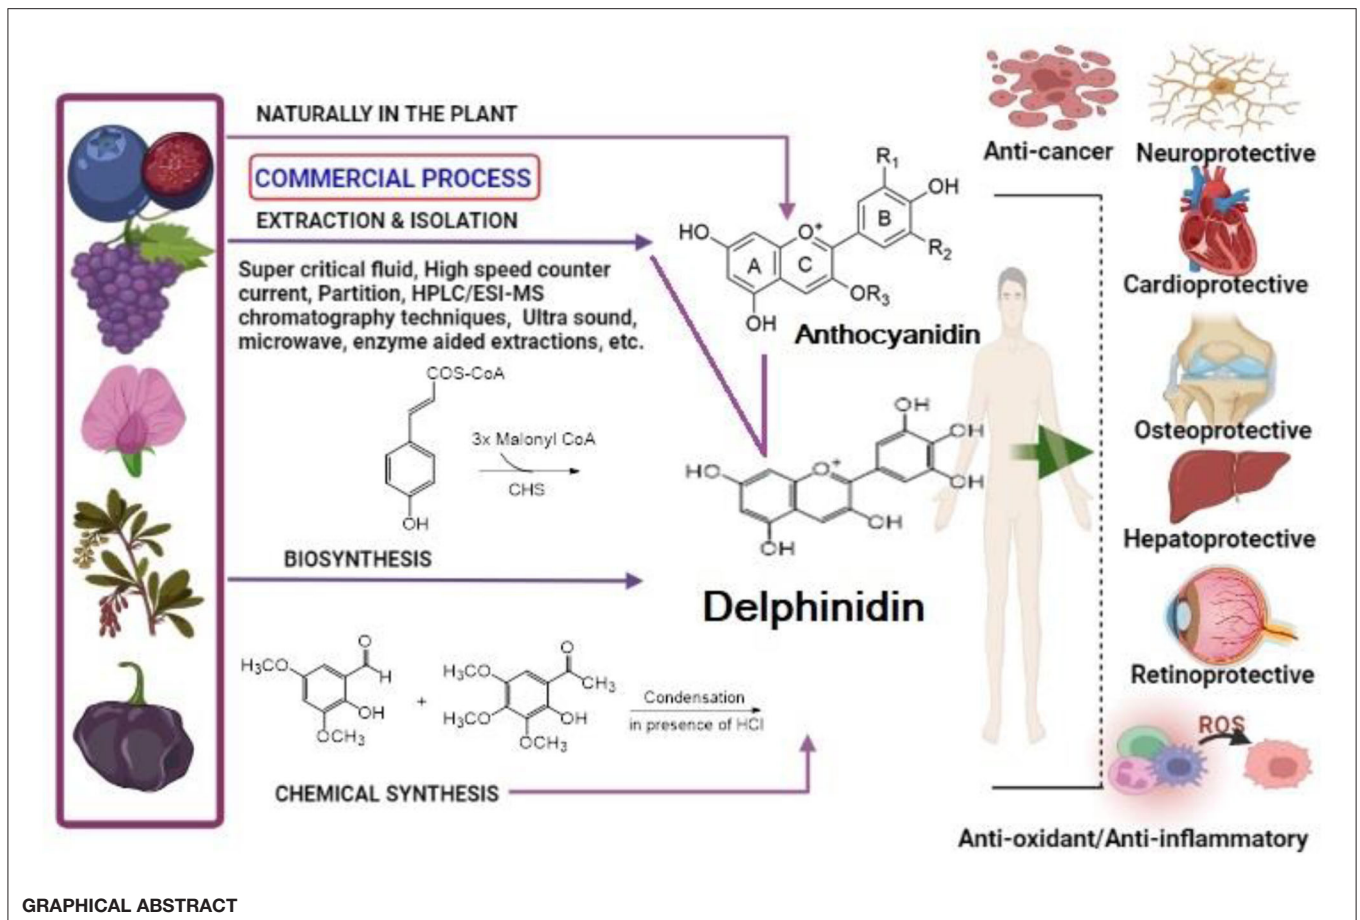 NATURALLY IN THE PLANT
COMMERCIAL PROCESS
EXTRACTION & ISOLATION
Super critical fluid, High speed counter
current, Partition, HPLC/ESI-MS
chromatography techniques, Ultra sound,
microwave, enzyme aided extractions, etc.
COS-CoA
3x Malonyl CoA
CHS
OH
BIOSYNTHESIS
H₃CO
O
H
OH
OCH₃
+
H₃CO
H₃CO
O
CH₃
OH
OCH₃
Condensation
in presence of HCl
CHEMICAL SYNTHESIS
R₁
OH
B
R₂
HO
O⁺
A
C
OR₃
OH
Anthocyanidin
OH
OH
OH
HO
O⁺
OH
OH
Delphinidin
Anti-cancer
Neuroprotective
Cardioprotective
Osteoprotective
Hepatoprotective
Retinoprotective
ROS
Anti-oxidant/Anti-inflammatory
GRAPHICAL ABSTRACT